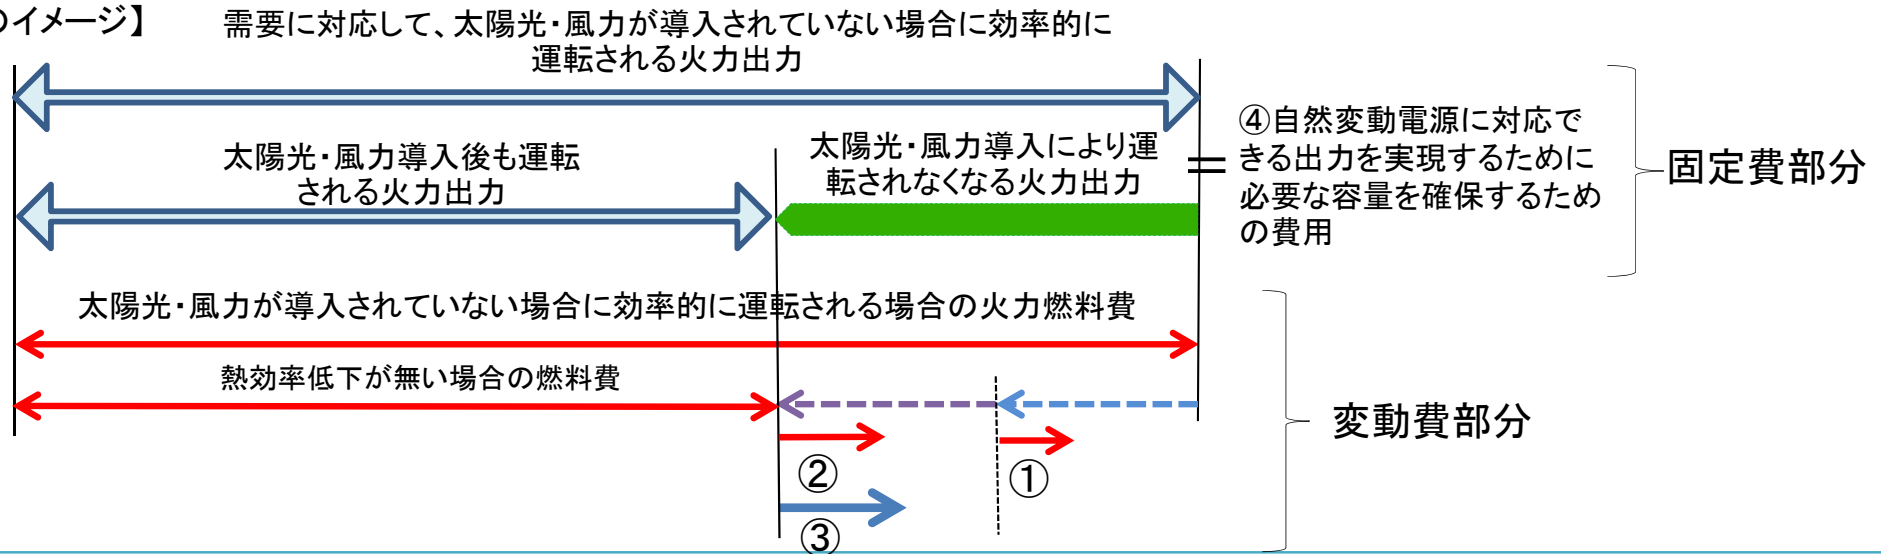 のイメージ】
需要に対応して、太陽光・風力が導入されていない場合に効率的に
運転される火力出力
太陽光・風力導入後も運転
される火力出力
太陽光・風力導入により運
転されなくなる火力出力
④自然変動電源に対応で
きる出力を実現するために
必要な容量を確保するため
の費用
固定費部分
太陽光・風力が導入されていない場合に効率的に運転される場合の火力燃料費
熱効率低下が無い場合の燃料費
変動費部分
②
①
③